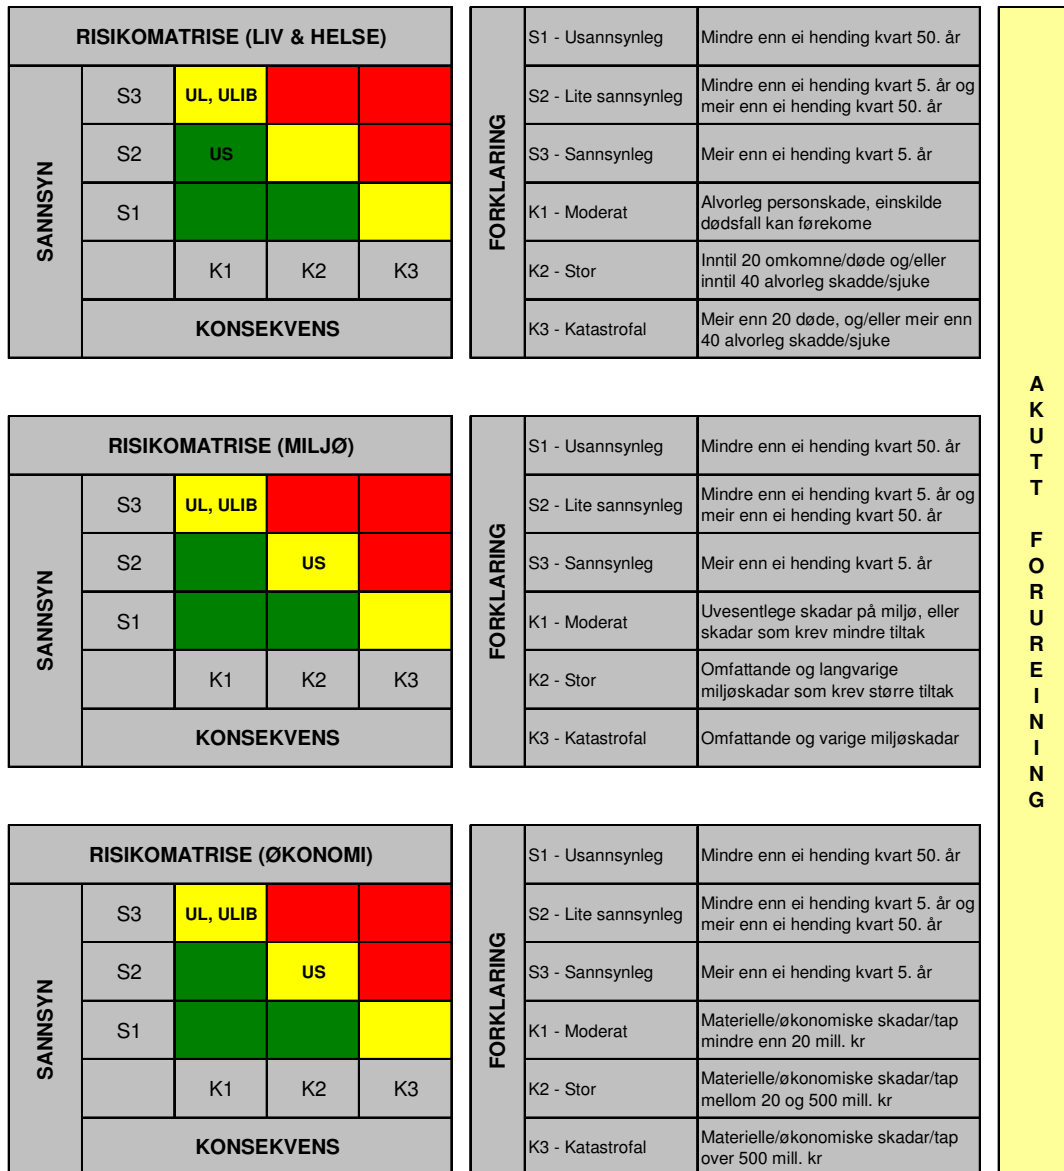 RISIKOMATRISE (LIV & HELSE)
SANNSYN
S3
UL, ULIB
S2
US
S1
K1
K2
K3
KONSEKVENS
FORKLARING
S1 - Usannsynleg
Mindre enn ei hending kvart 50. år
S2 - Lite sannsynleg
Mindre enn ei hending kvart 5. år og
meir enn ei hending kvart 50. år
S3 - Sannsynleg
Meir enn ei hending kvart 5. år
K1 - Moderat
Alvorleg personskade, einskilde
dødsfall kan førekome
K2 - Stor
Inntil 20 omkomne/døde og/eller
inntil 40 alvorleg skadde/sjuke
K3 - Katastrofal
Meir enn 20 døde, og/eller meir enn
40 alvorleg skadde/sjuke
RISIKOMATRISE (MILJØ)
SANNSYN
S3
UL, ULIB
S2
US
S1
K1
K2
K3
KONSEKVENS
FORKLARING
S1 - Usannsynleg
Mindre enn ei hending kvart 50. år
S2 - Lite sannsynleg
Mindre enn ei hending kvart 5. år og
meir enn ei hending kvart 50. år
S3 - Sannsynleg
Meir enn ei hending kvart 5. år
K1 - Moderat
Uvesentlege skadar på miljø, eller
skadar som krev mindre tiltak
K2 - Stor
Omfattande og langvarige
miljøskadar som krev større tiltak
K3 - Katastrofal
Omfattande og varige miljøskadar
RISIKOMATRISE (ØKONOMI)
SANNSYN
S3
UL, ULIB
S2
US
S1
K1
K2
K3
KONSEKVENS
FORKLARING
S1 - Usannsynleg
Mindre enn ei hending kvart 50. år
S2 - Lite sannsynleg
Mindre enn ei hending kvart 5. år og
meir enn ei hending kvart 50. år
S3 - Sannsynleg
Meir enn ei hending kvart 5. år
K1 - Moderat
Materielle/økonomiske skadar/tap
mindre enn 20 mill. kr
K2 - Stor
Materielle/økonomiske skadar/tap
mellom 20 og 500 mill. kr
K3 - Katastrofal
Materielle/økonomiske skadar/tap
over 500 mill. kr
AKUTT FORUREINING